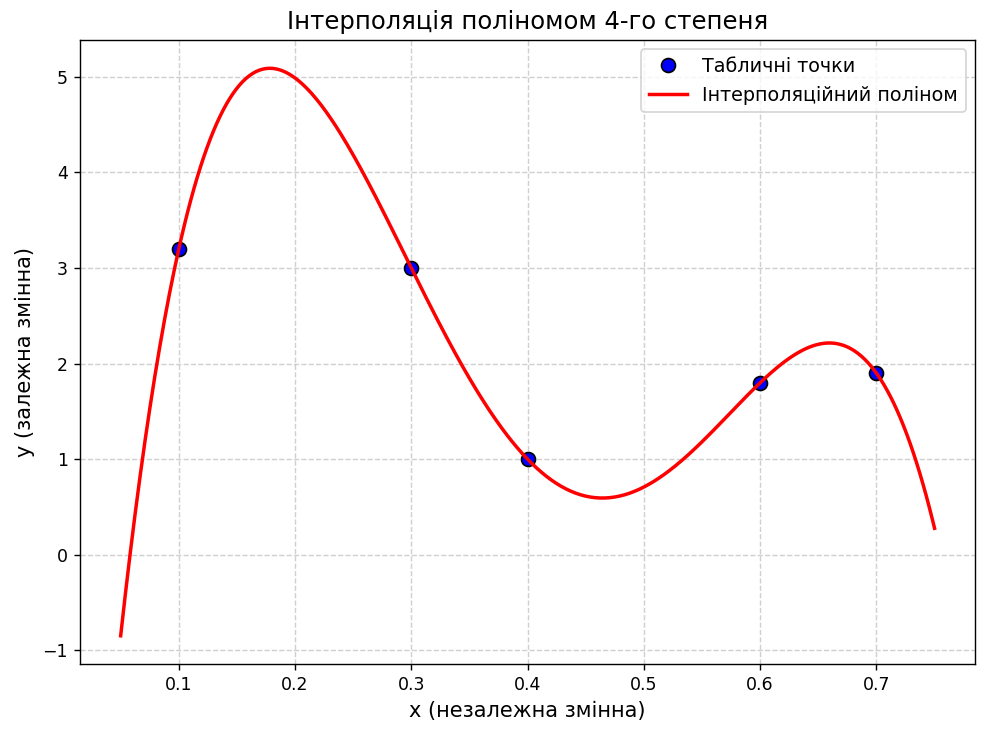 Інтерполяція поліномом 4-го степеня
Табличні точки
Інтерполяційний поліном
y (залежна змінна)
5
4
3
2
1
0
−1
0.1 0.2 0.3 0.4 0.5 0.6 0.7
x (незалежна змінна)